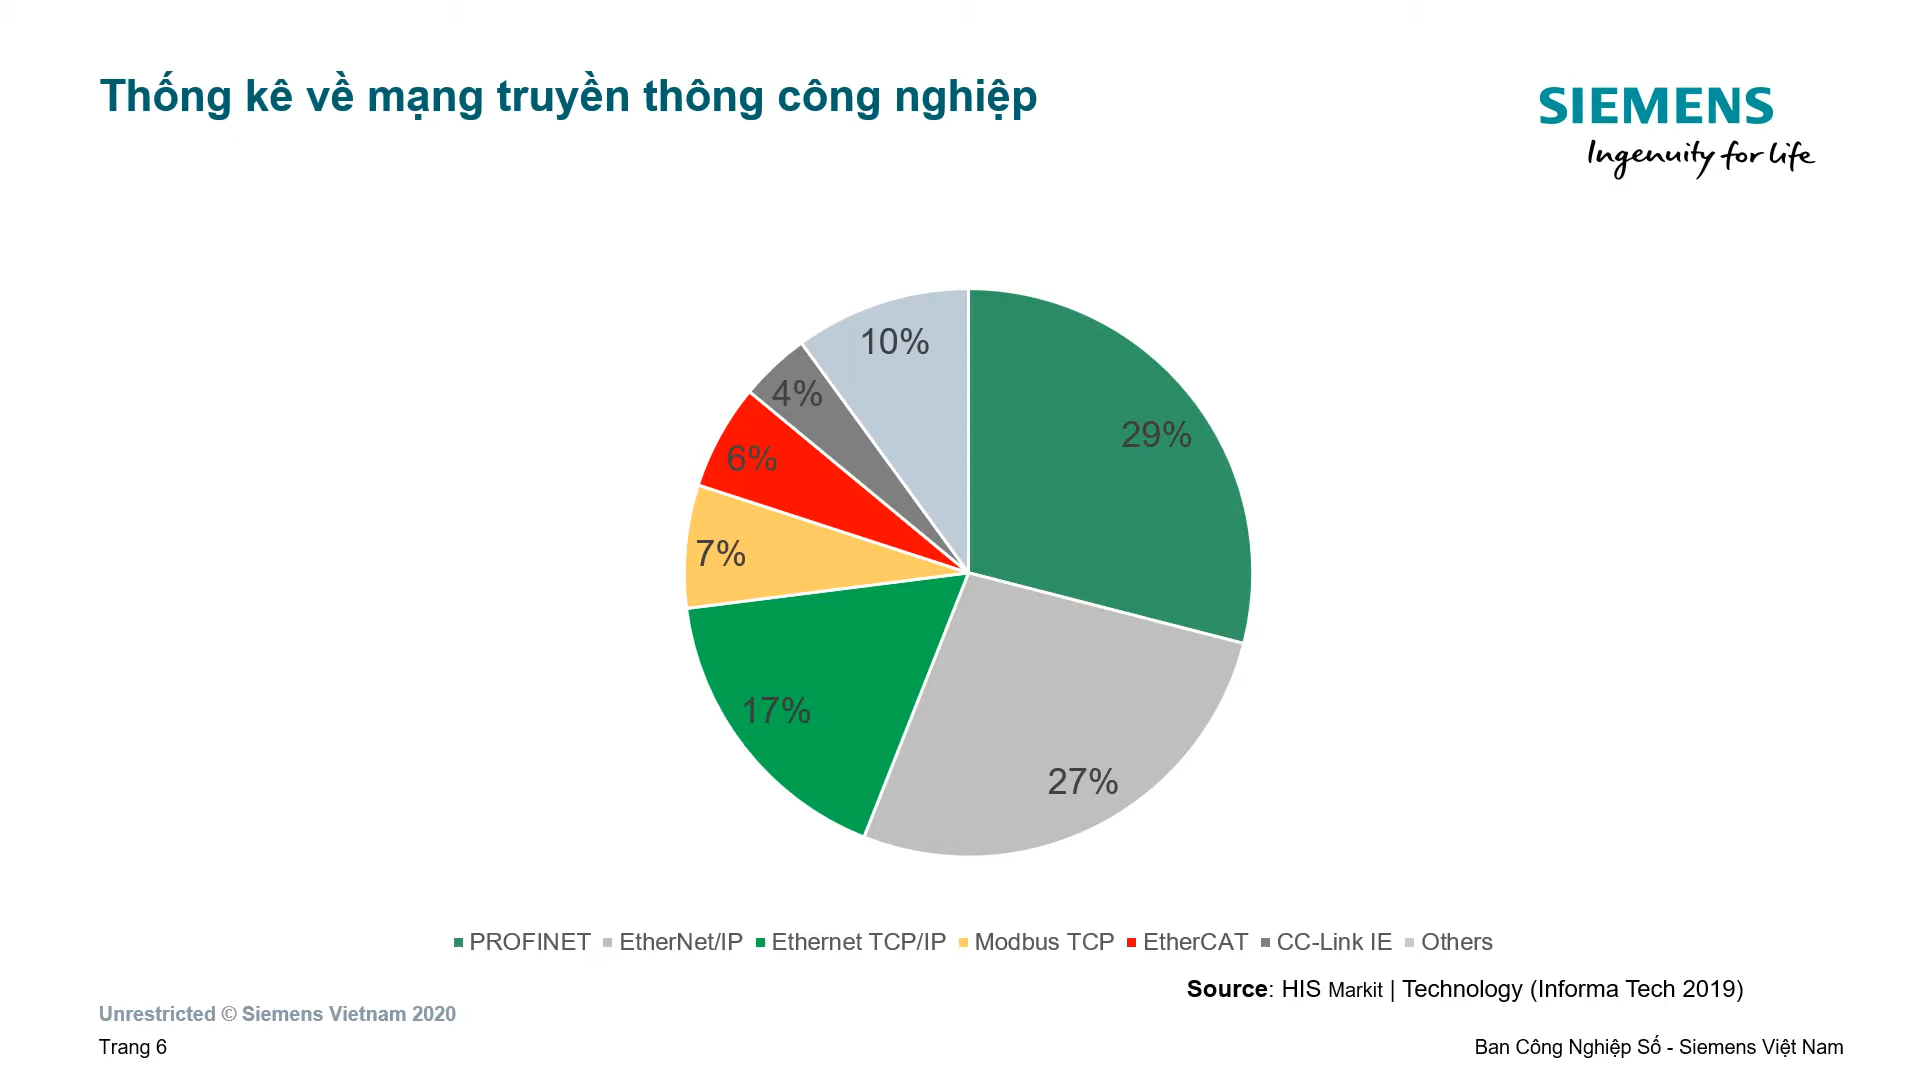 Thống kê về mạng truyền thông công nghiệp
SIEMENS
Ingenuity for life
10%
4%
29%
6%
7%
17%
27%
PROFINET EtherNet/IP Ethernet TCP/IP Modbus TCP EtherCAT CC-Link IE Others
Source: HIS Markit | Technology (Informa Tech 2019)
Unrestricted © Siemens Vietnam 2020
Trang 6
Ban Công Nghiệp Số - Siemens Việt Nam